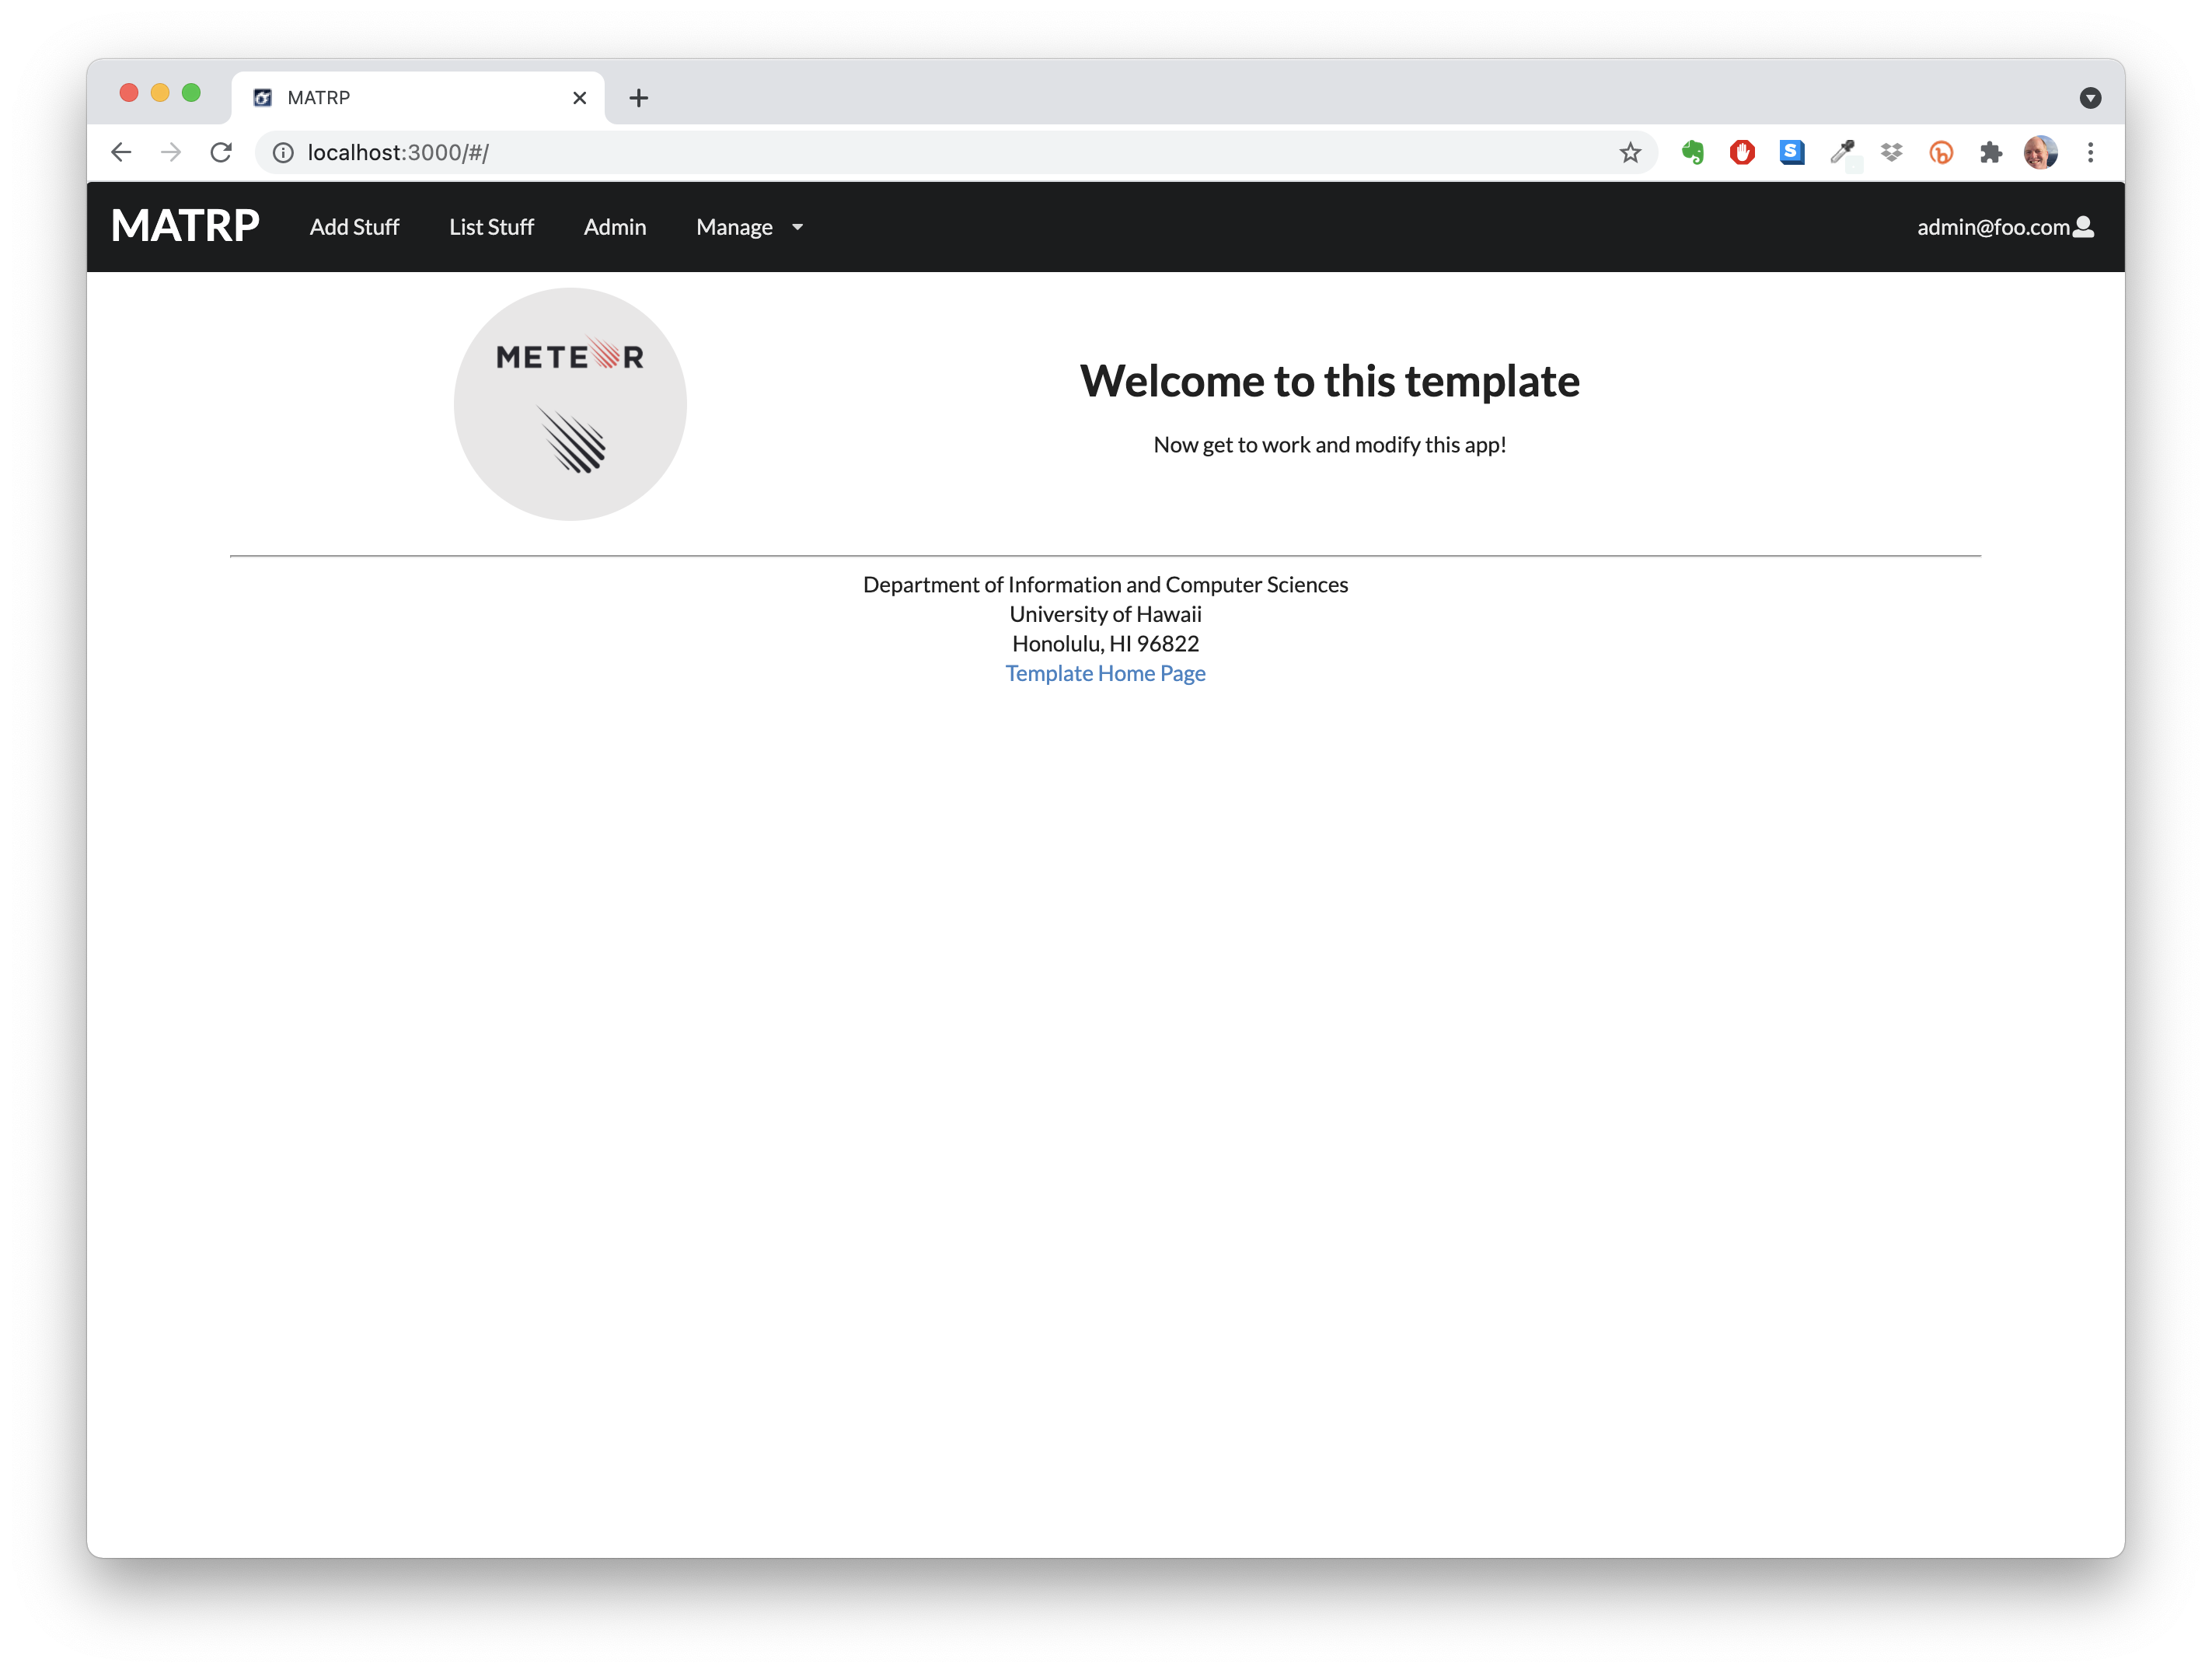 MATRP
localhost:3000/#/
MATRP Add Stuff List Stuff Admin Manage admin@foo.com
METEOR
Welcome to this template
Now get to work and modify this app!
Department of Information and Computer Sciences
University of Hawaii
Honolulu, HI 96822
Template Home Page